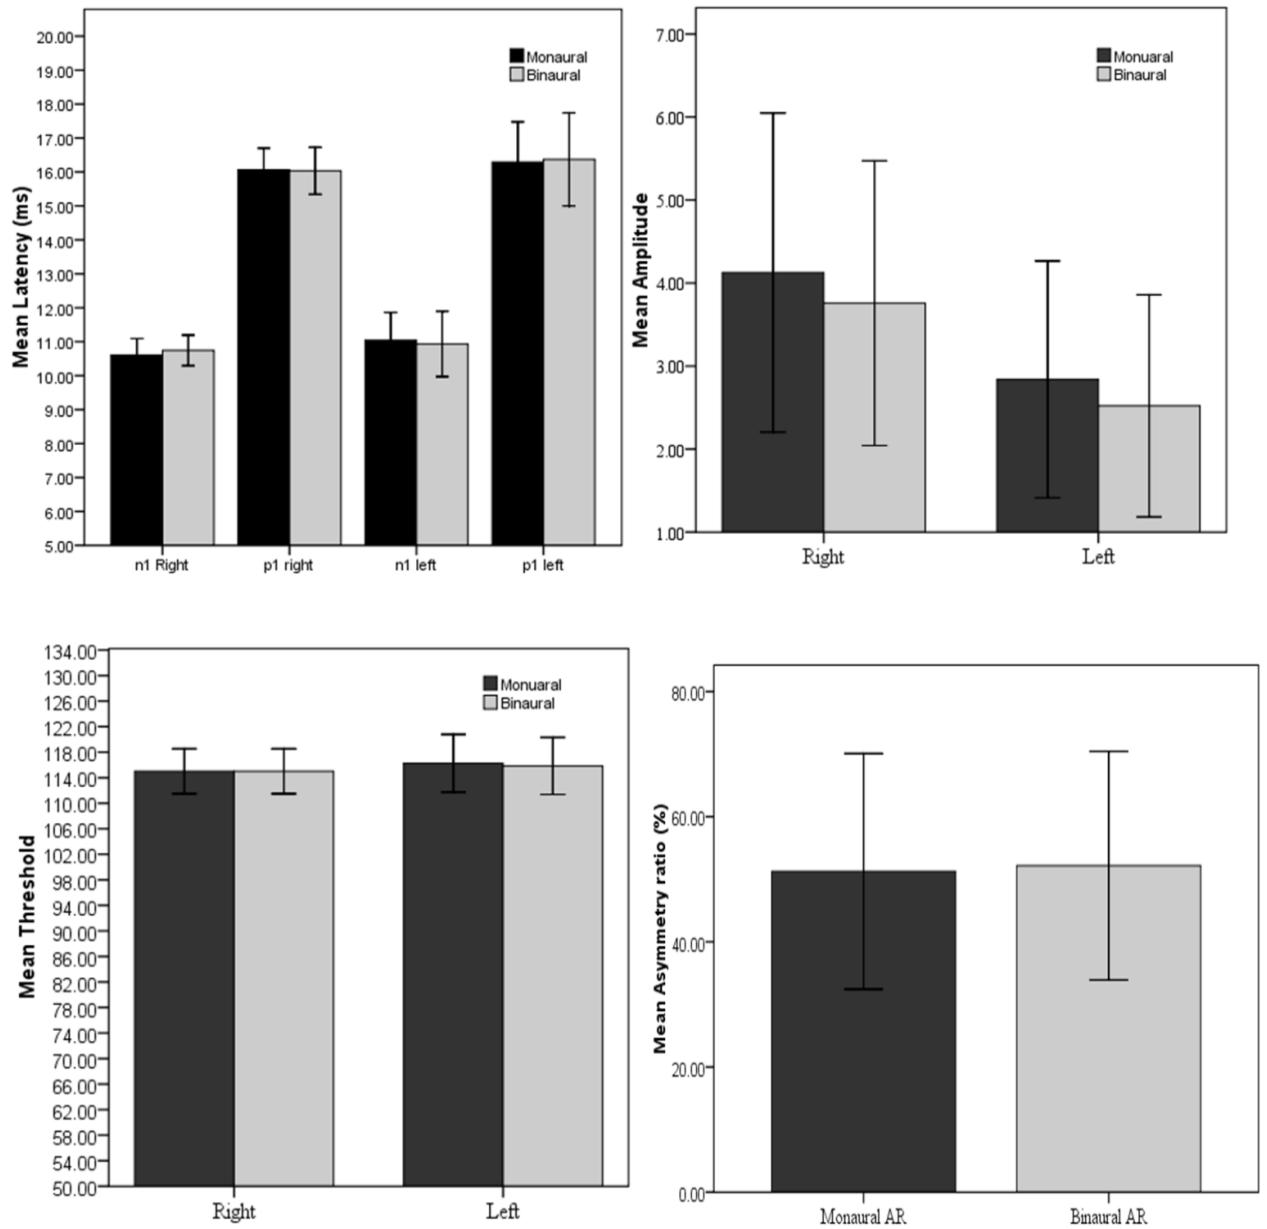 20.00
19.00
18.00
17.00
16.00
15.00
14.00
13.00
12.00
11.00
10.00
9.00
8.00
7.00
6.00
5.00
Mean Latency (ms)
Monaural
Binaural
n1 Right
p1 right
n1 left
p1 left
7.00
6.00
5.00
4.00
3.00
2.00
1.00
Mean Amplitude
Monuaral
Binaural
Right
Left
134.00
130.00
126.00
122.00
118.00
114.00
110.00
106.00
102.00
98.00
94.00
90.00
86.00
82.00
78.00
74.00
70.00
66.00
62.00
58.00
54.00
50.00
Mean Threshold
Monuaral
Binaural
Right
Left
80.00
60.00
40.00
20.00
0.00
Mean Asymmetry ratio (%)
Monaural AR
Binaural AR